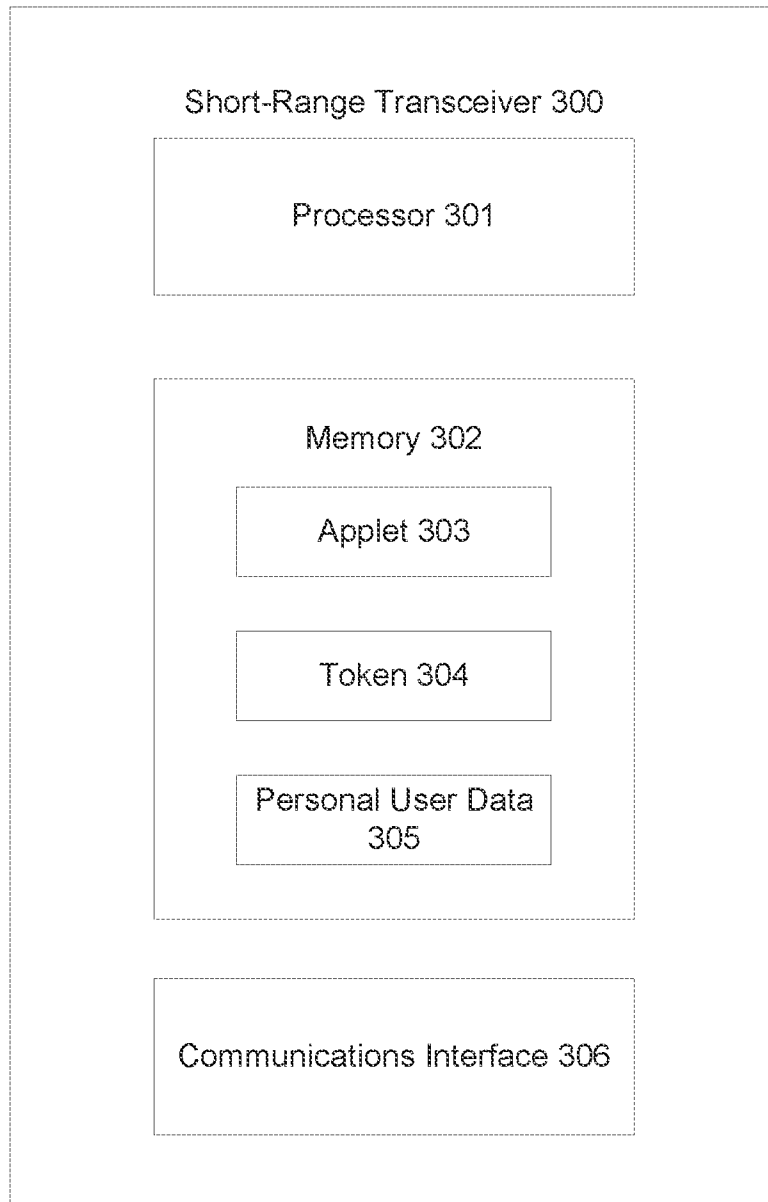 Short-Range Transceiver 300
Processor 301
Memory 302
Applet 303
Token 304
Personal User Data
305
Communications Interface 306